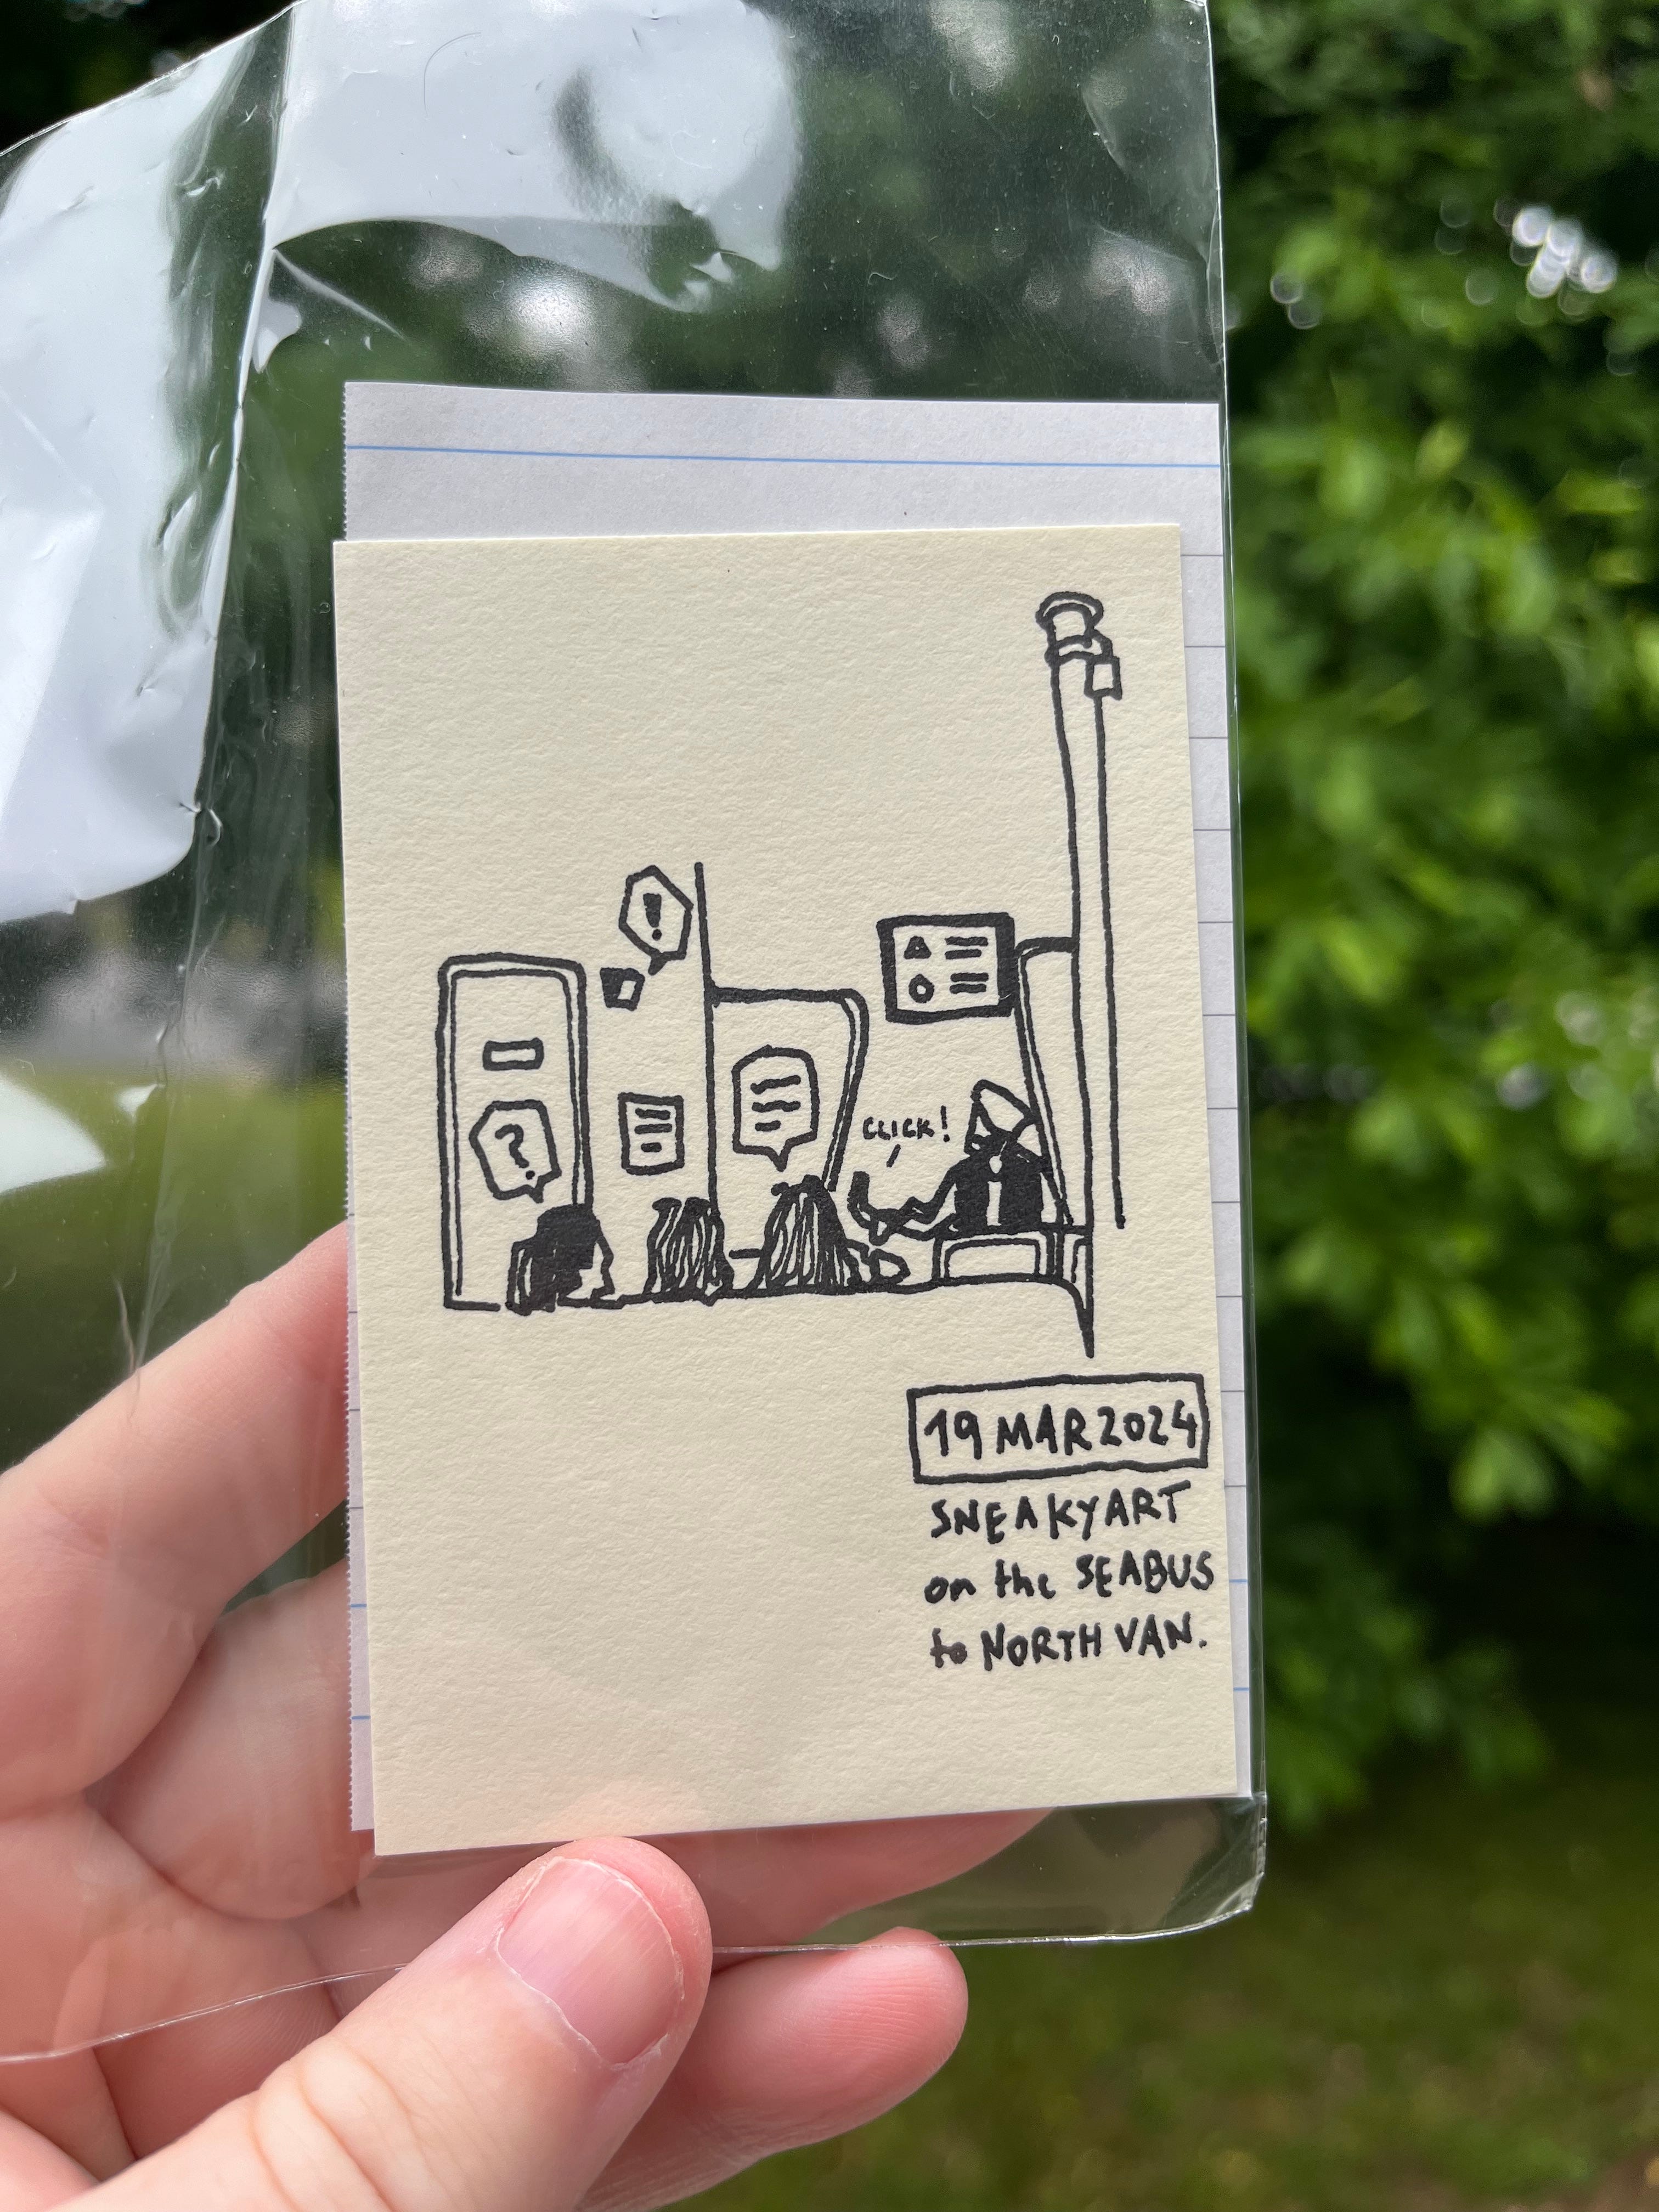 !
?
CLICK!
19 MAR 2024
SNEAKYART
on the SEABUS
to NORTH VAN.